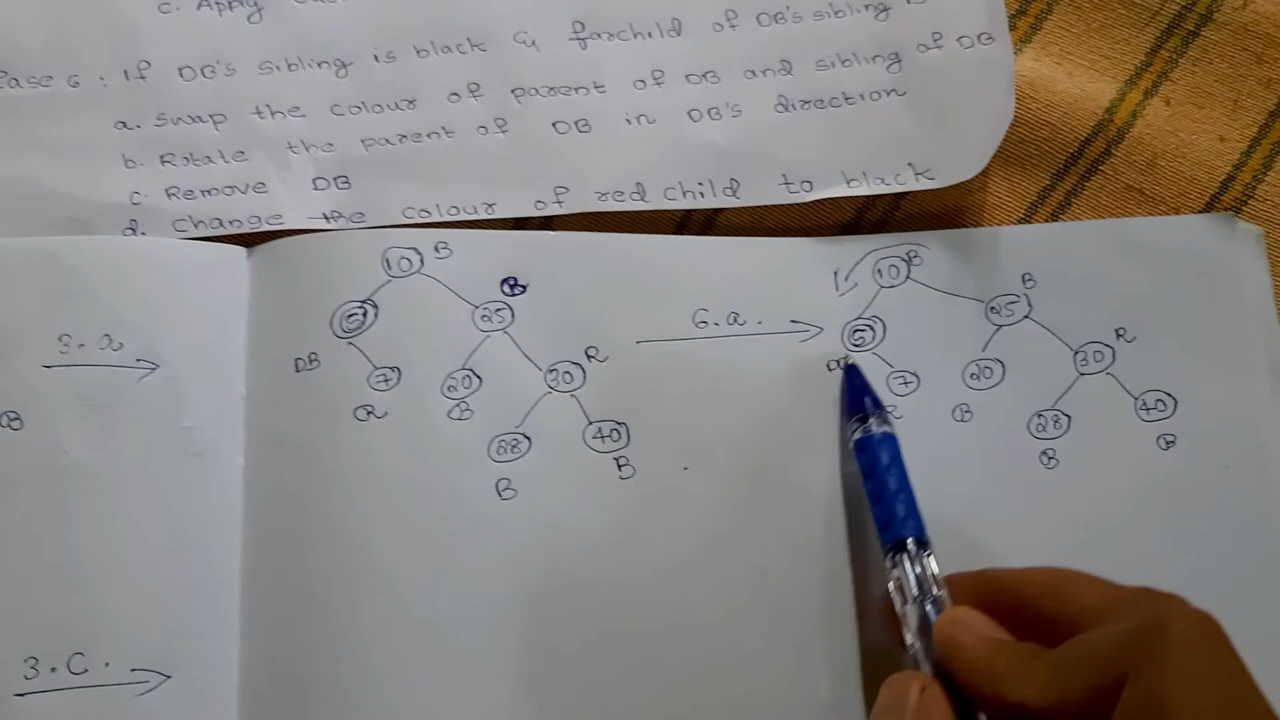 c. Apply
Case 6 : If DB's sibling is black & farchild of DB's sibling
a. Swap the colour of parent of DB and sibling of DB
b. Rotate the parent of DB in DB's direction
c. Remove DB
d. Change the colour of red child to black
3.a
10 B
5 25 B
DB
7 20 30 R
R B
28 40
B B
6.a.
10 B
5 25 B
7 20 30 R
R B
28 40
B B
B
3.C.